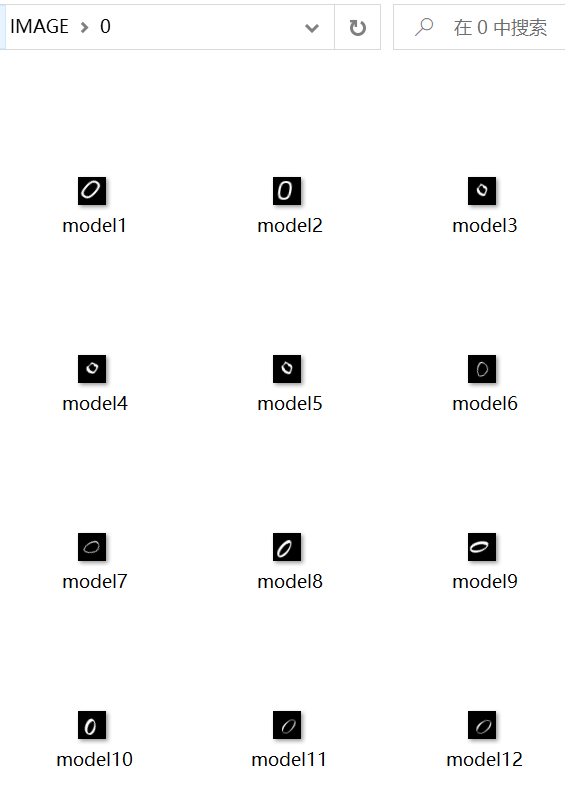 IMAGE > 0 在 0 中搜索
model1 model2 model3
model4 model5 model6
model7 model8 model9
model10 model11 model12